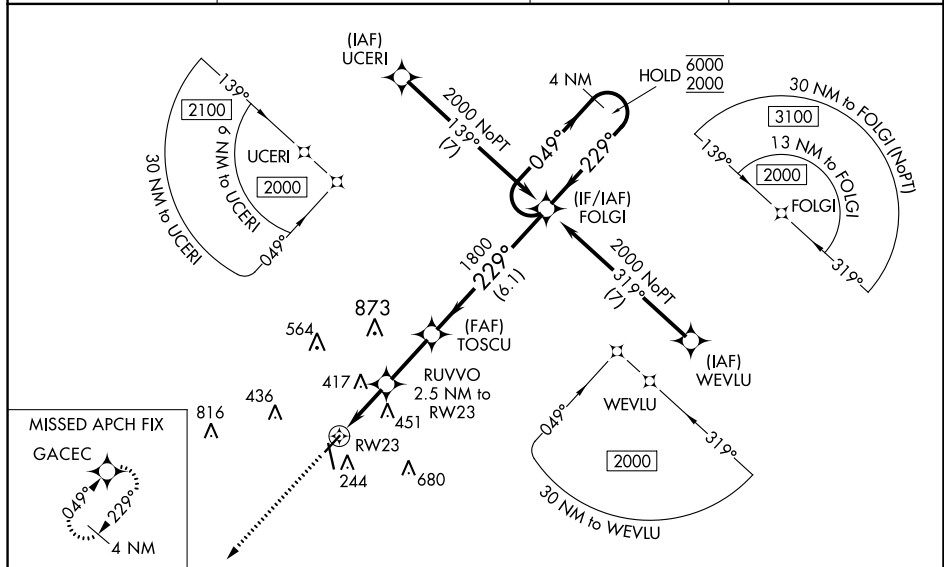 (IAF)
UCERI
2000 NoPT
139°
(7)
4 NM
HOLD
6000
2000
049°
229°
(IF/IAF)
FOLGI
139°
2100
6 NM to UCERI
UCERI
2000
30 NM to UCERI
049°
30 NM to FOLGI (NoPT)
3100
13 NM to FOLGI
139°
2000
FOLGI
319°
1800
229°
(6.1)
2000 NoPT
319°
(7)
(FAF)
TOSCU
(IAF)
WEVLU
873
564
417
RUVVO
2.5 NM to
RW23
436
816
451
RW23
244
680
WEVLU
049°
319°
2000
30 NM to WEVLU
MISSED APCH FIX
GACEC
049°
229°
4 NM